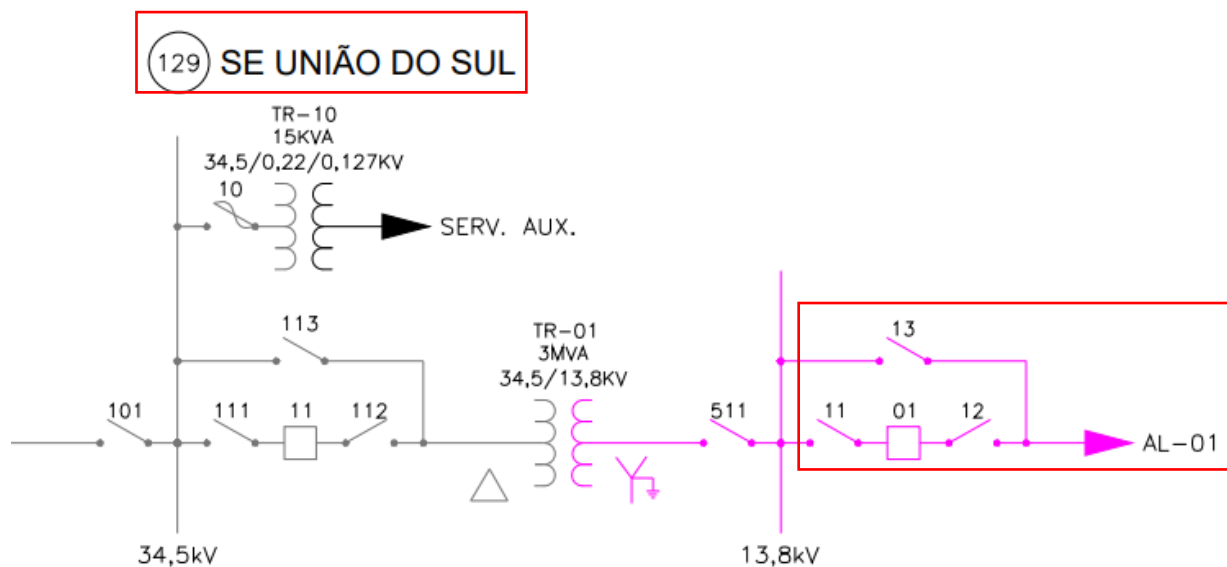 129 SE UNIÃO DO SUL
TR-10
15KVA
34,5/0,22/0,127KV
10
SERV. AUX.
113
TR-01
3MVA
34,5/13,8KV
13
101
111
11
112
511
11
01
12
AL-01
34,5kV
13,8kV